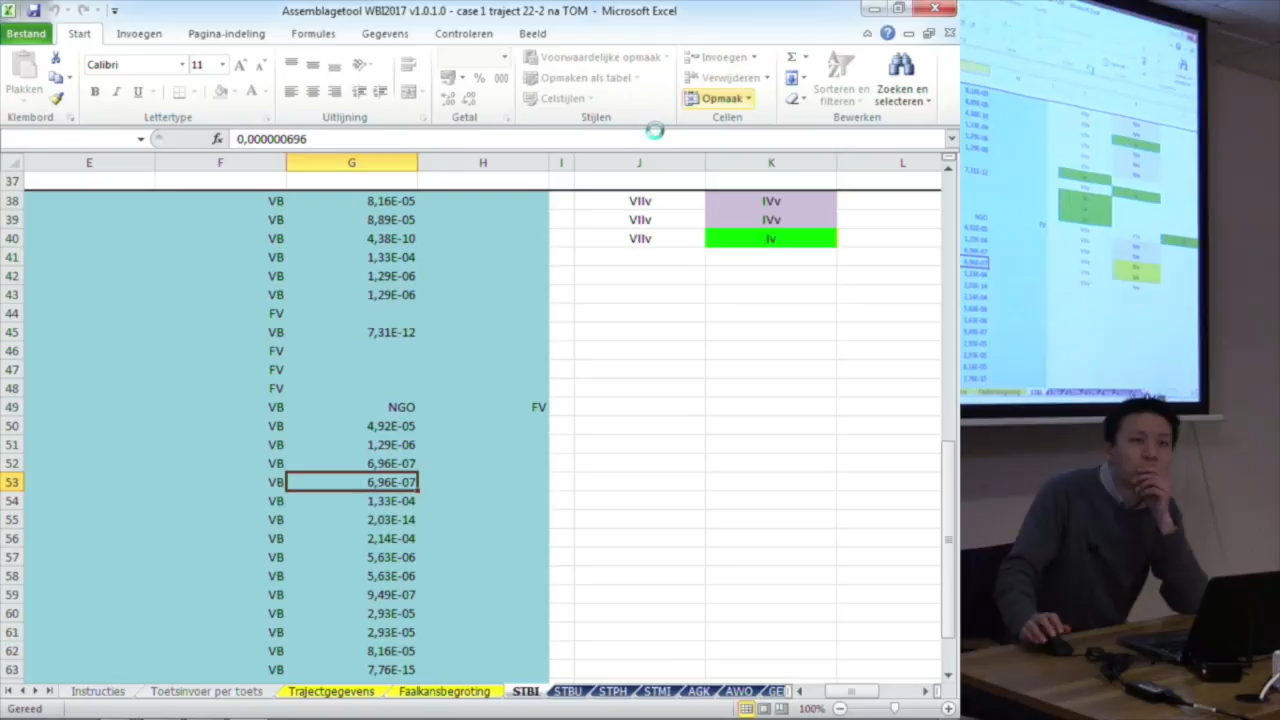 Assemblagetool WBI2017 v1.0.1.0 - case 1 traject 22-2 na TOM - Microsoft Excel
Bestand Start Invoegen Pagina-indeling Formules Gegevens Controleren Beeld
Plakken
Calibri 11
B I U
A A
% 000
Voorwaardelijke opmaak
Opmaken als tabel
Celstijlen
Invoegen
Verwijderen
Opmaak
Σ
Sorteren en filteren
Zoeken en selecteren
Klembord Lettertype Uitlijning Getal Stijlen Cellen Bewerken
fx 0,000000696
E F G H I J K L
37
38 VB 8,16E-05 VIIv IVv
39 VB 8,89E-05 VIIv IVv
40 VB 4,38E-10 VIIv Iv
41 VB 1,33E-04
42 VB 1,29E-06
43 VB 1,29E-06
44 FV
45 VB 7,31E-12
46 FV
47 FV
48 FV
49 VB NGO FV
50 VB 4,92E-05
51 VB 1,29E-06
52 VB 6,96E-07
53 VB 6,96E-07
54 VB 1,33E-04
55 VB 2,03E-14
56 VB 2,14E-04
57 VB 5,63E-06
58 VB 5,63E-06
59 VB 9,49E-07
60 VB 2,93E-05
61 VB 2,93E-05
62 VB 8,16E-05
63 VB 7,76E-15
Instructies Toetsinvoer per toets Trajectgegevens Faalkansbegroting STBI STBU STPH STMI AGK AWO GE
Gereed 100%